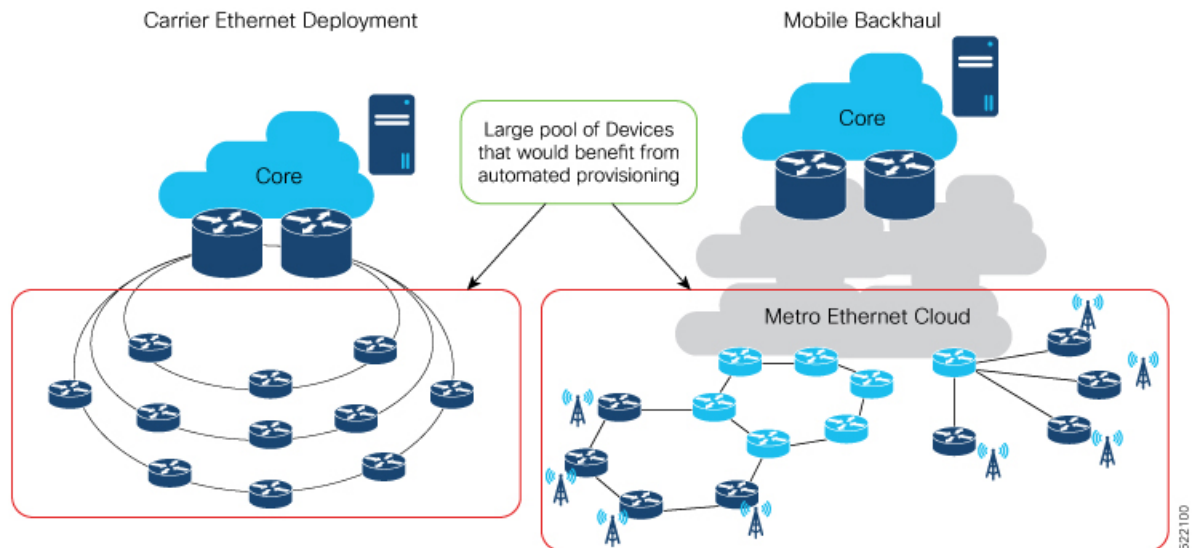 Carrier Ethernet Deployment
Mobile Backhaul
Core
Large pool of Devices
that would benefit from
automated provisioning
Core
Metro Ethernet Cloud
522100